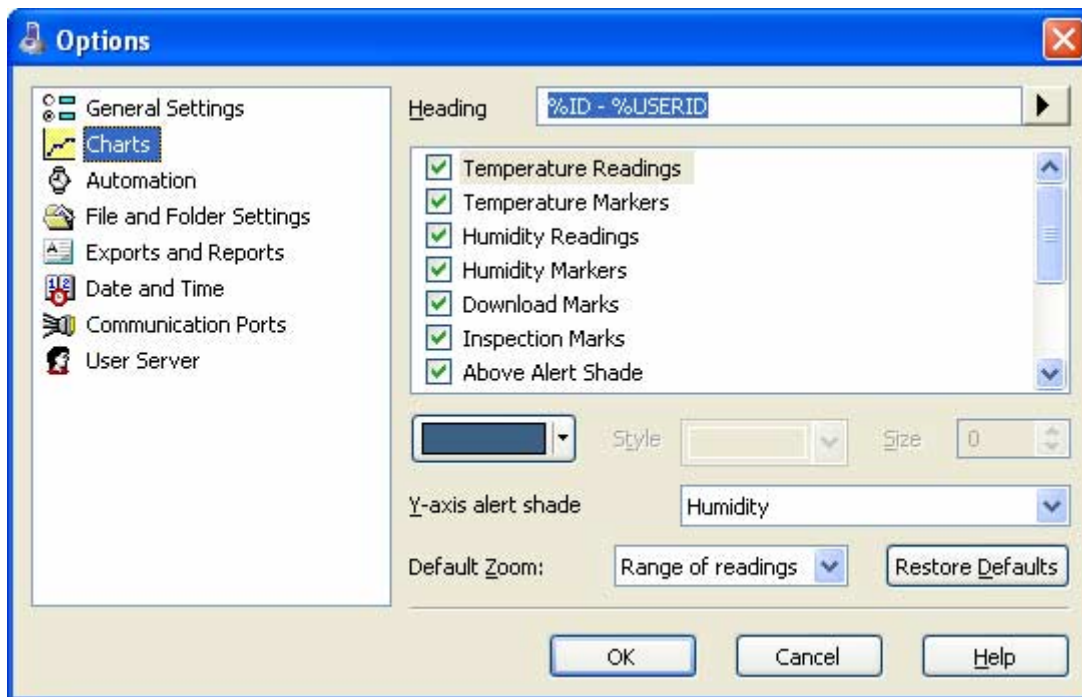 Options
General Settings
Charts
Automation
File and Folder Settings
Exports and Reports
Date and Time
Communication Ports
User Server
Heading %ID - %USERID
Temperature Readings
Temperature Markers
Humidity Readings
Humidity Markers
Download Marks
Inspection Marks
Above Alert Shade
Style Size 0
Y-axis alert shade Humidity
Default Zoom: Range of readings Restore Defaults
OK Cancel Help